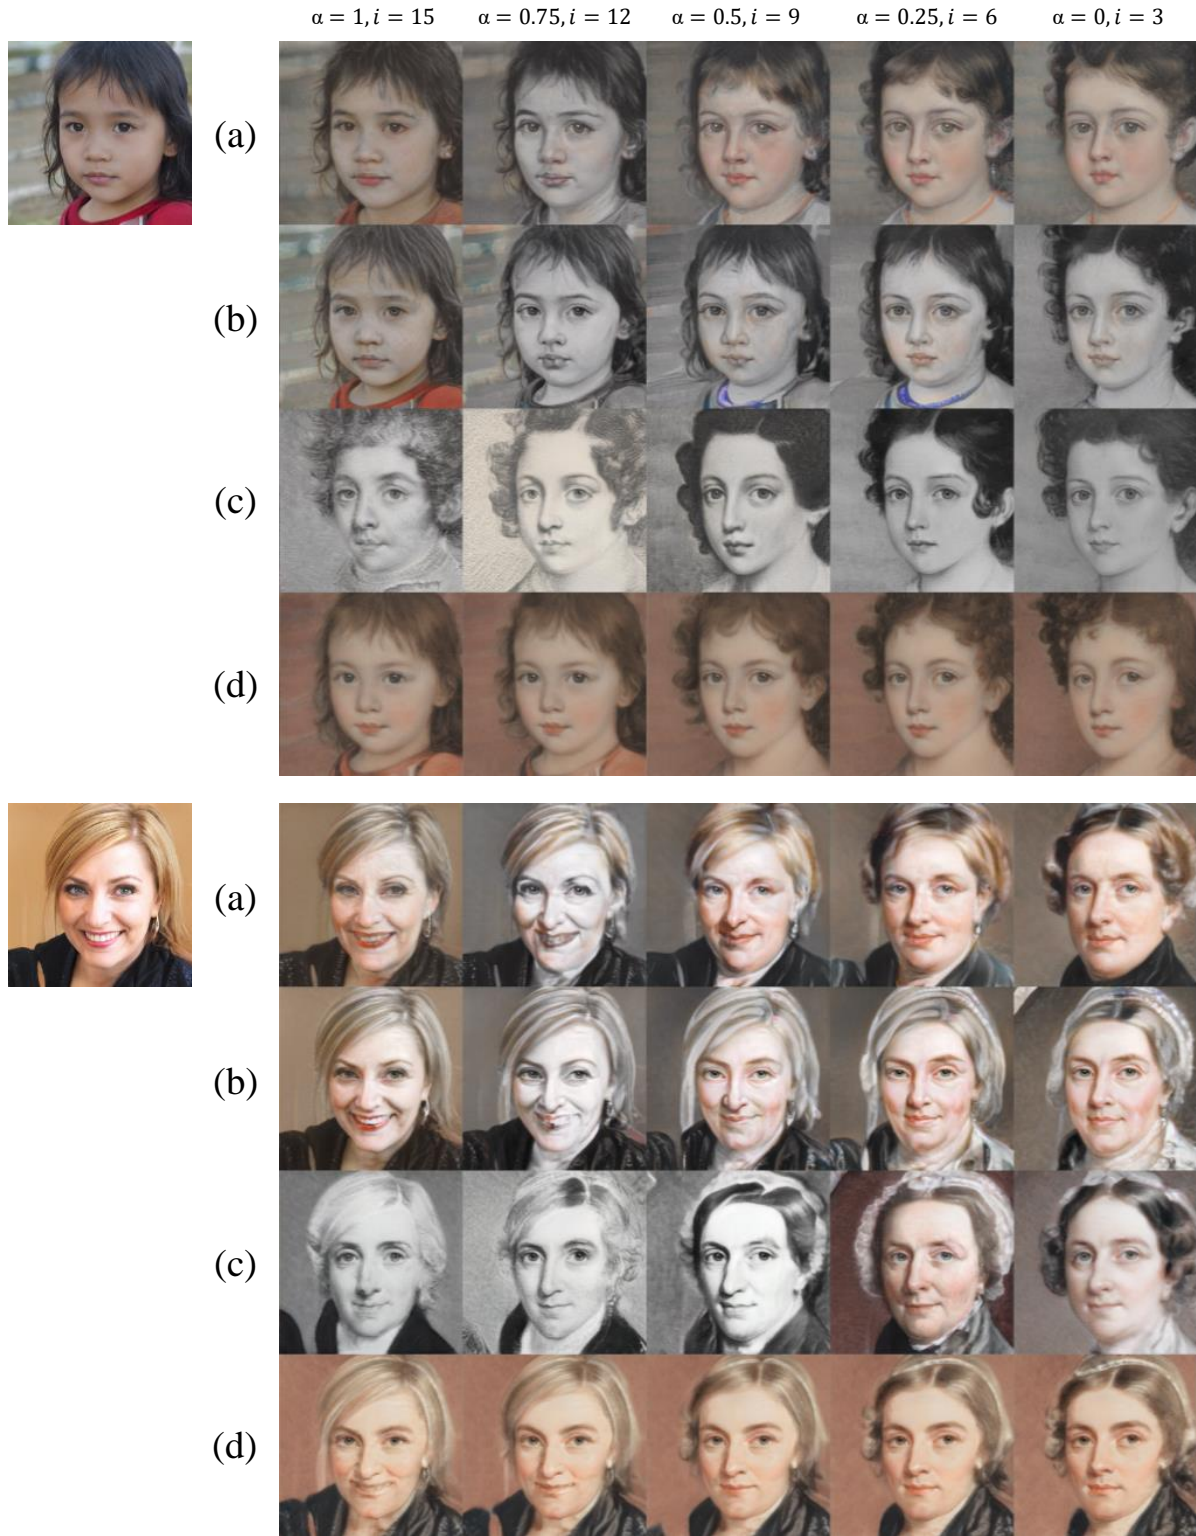 α = 1, i = 15 α = 0.75, i = 12 α = 0.5, i = 9 α = 0.25, i = 6 α = 0, i = 3
(a)
(b)
(c)
(d)
(a)
(b)
(c)
(d)